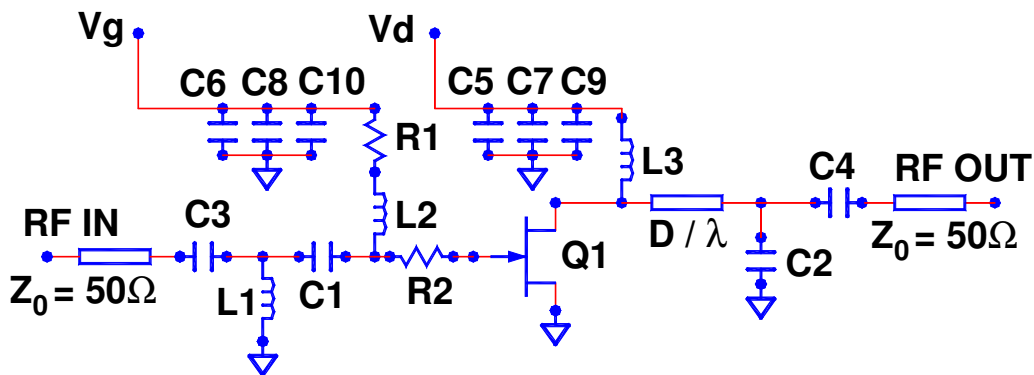 Vg
Vd
C6 C8 C10
C5 C7 C9
R1
L3
C4
RF OUT
RF IN
C3
L2
D / λ
Z0 = 50Ω
Q1
C2
Z0 = 50Ω
L1
C1
R2